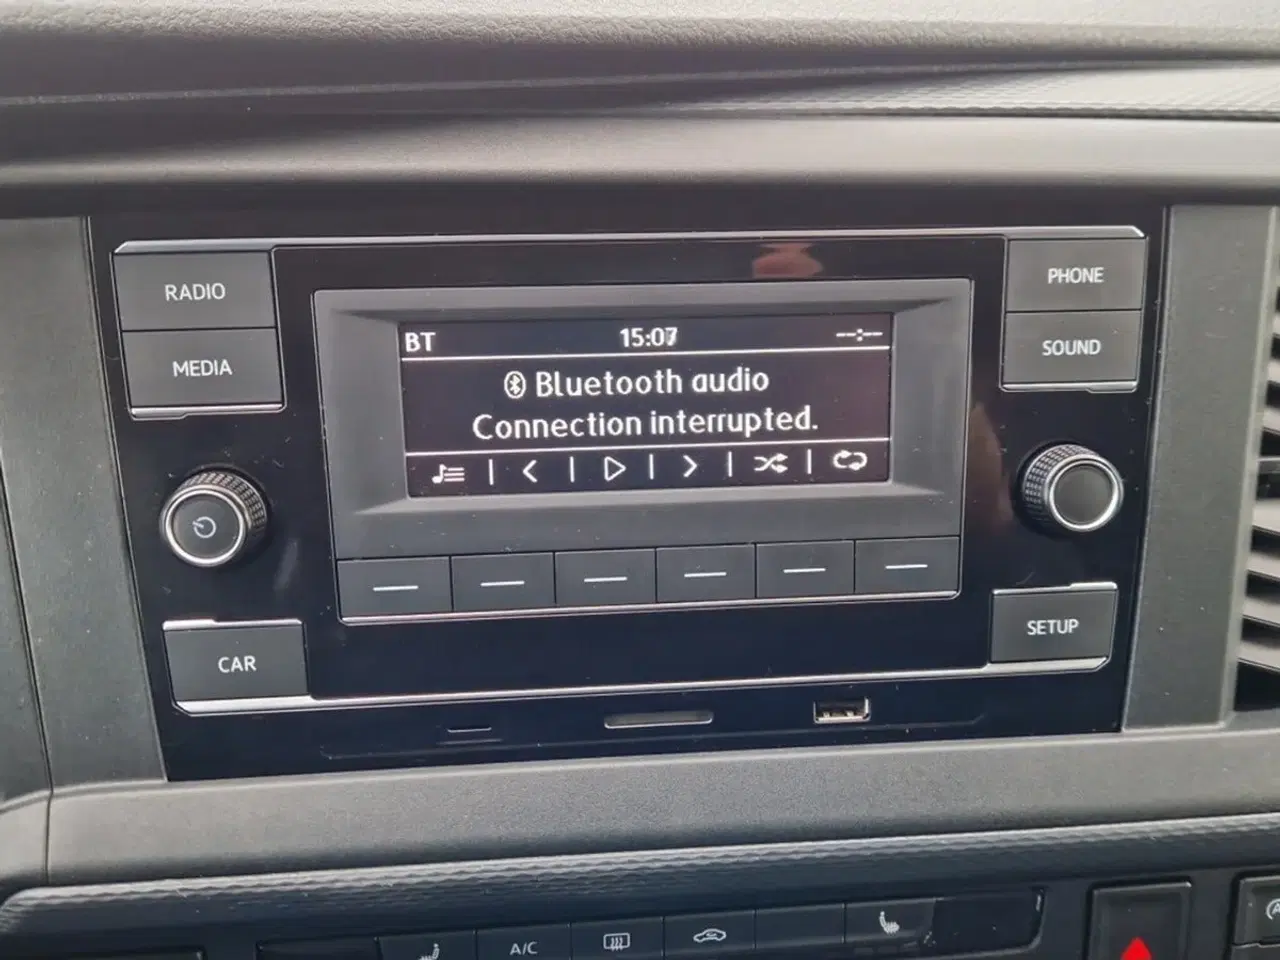 RADIO
MEDIA
PHONE
SOUND
BT 15:07 --:--
Bluetooth audio
Connection interrupted.
CAR
SETUP
A/C